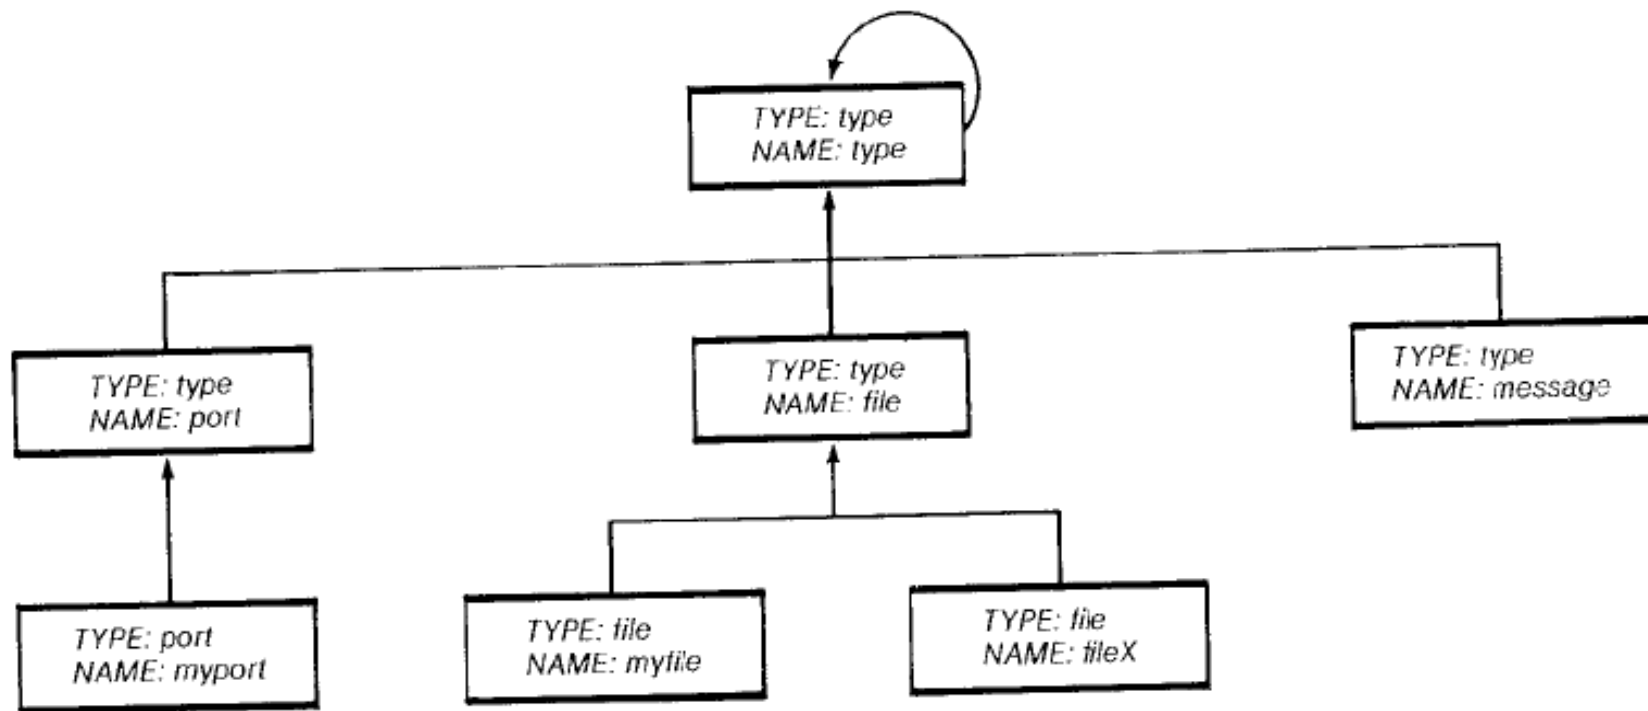 TYPE: type
NAME: type
TYPE: type
NAME: port
TYPE: type
NAME: file
TYPE: type
NAME: message
TYPE: port
NAME: myport
TYPE: file
NAME: myfile
TYPE: file
NAME: fileX